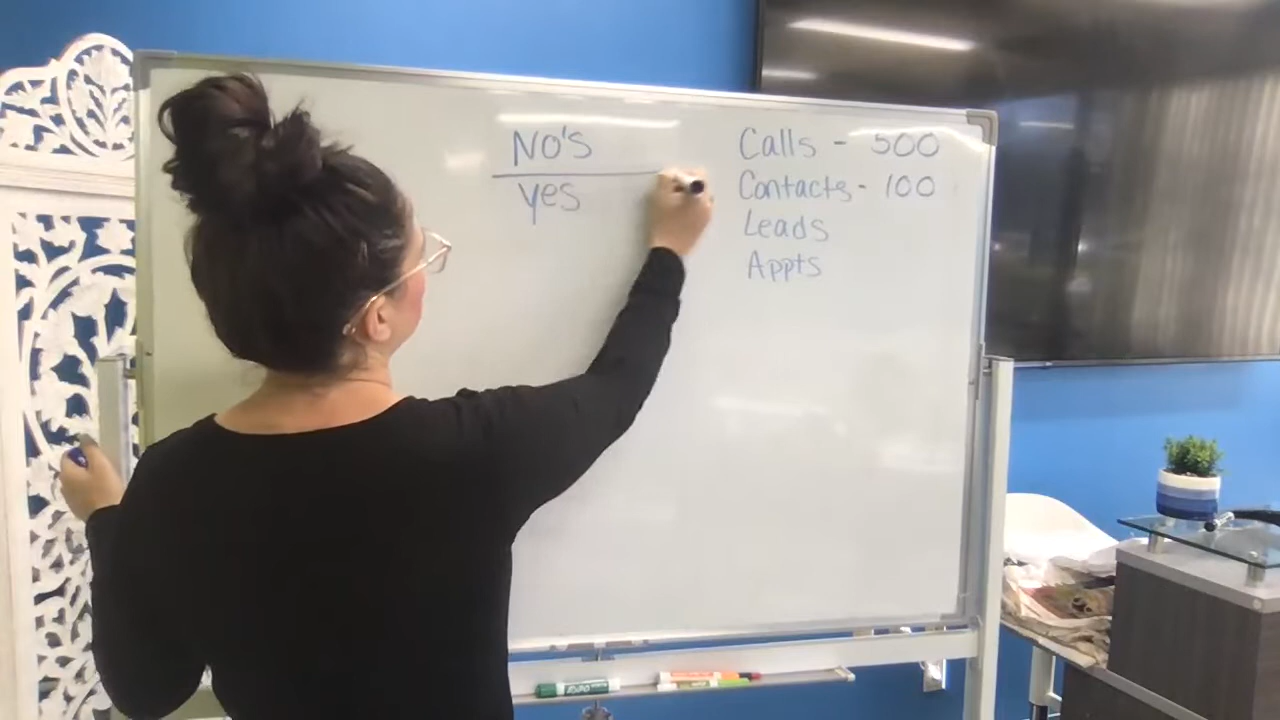 No's
yes
Calls - 500
Contacts - 100
Leads
Appts